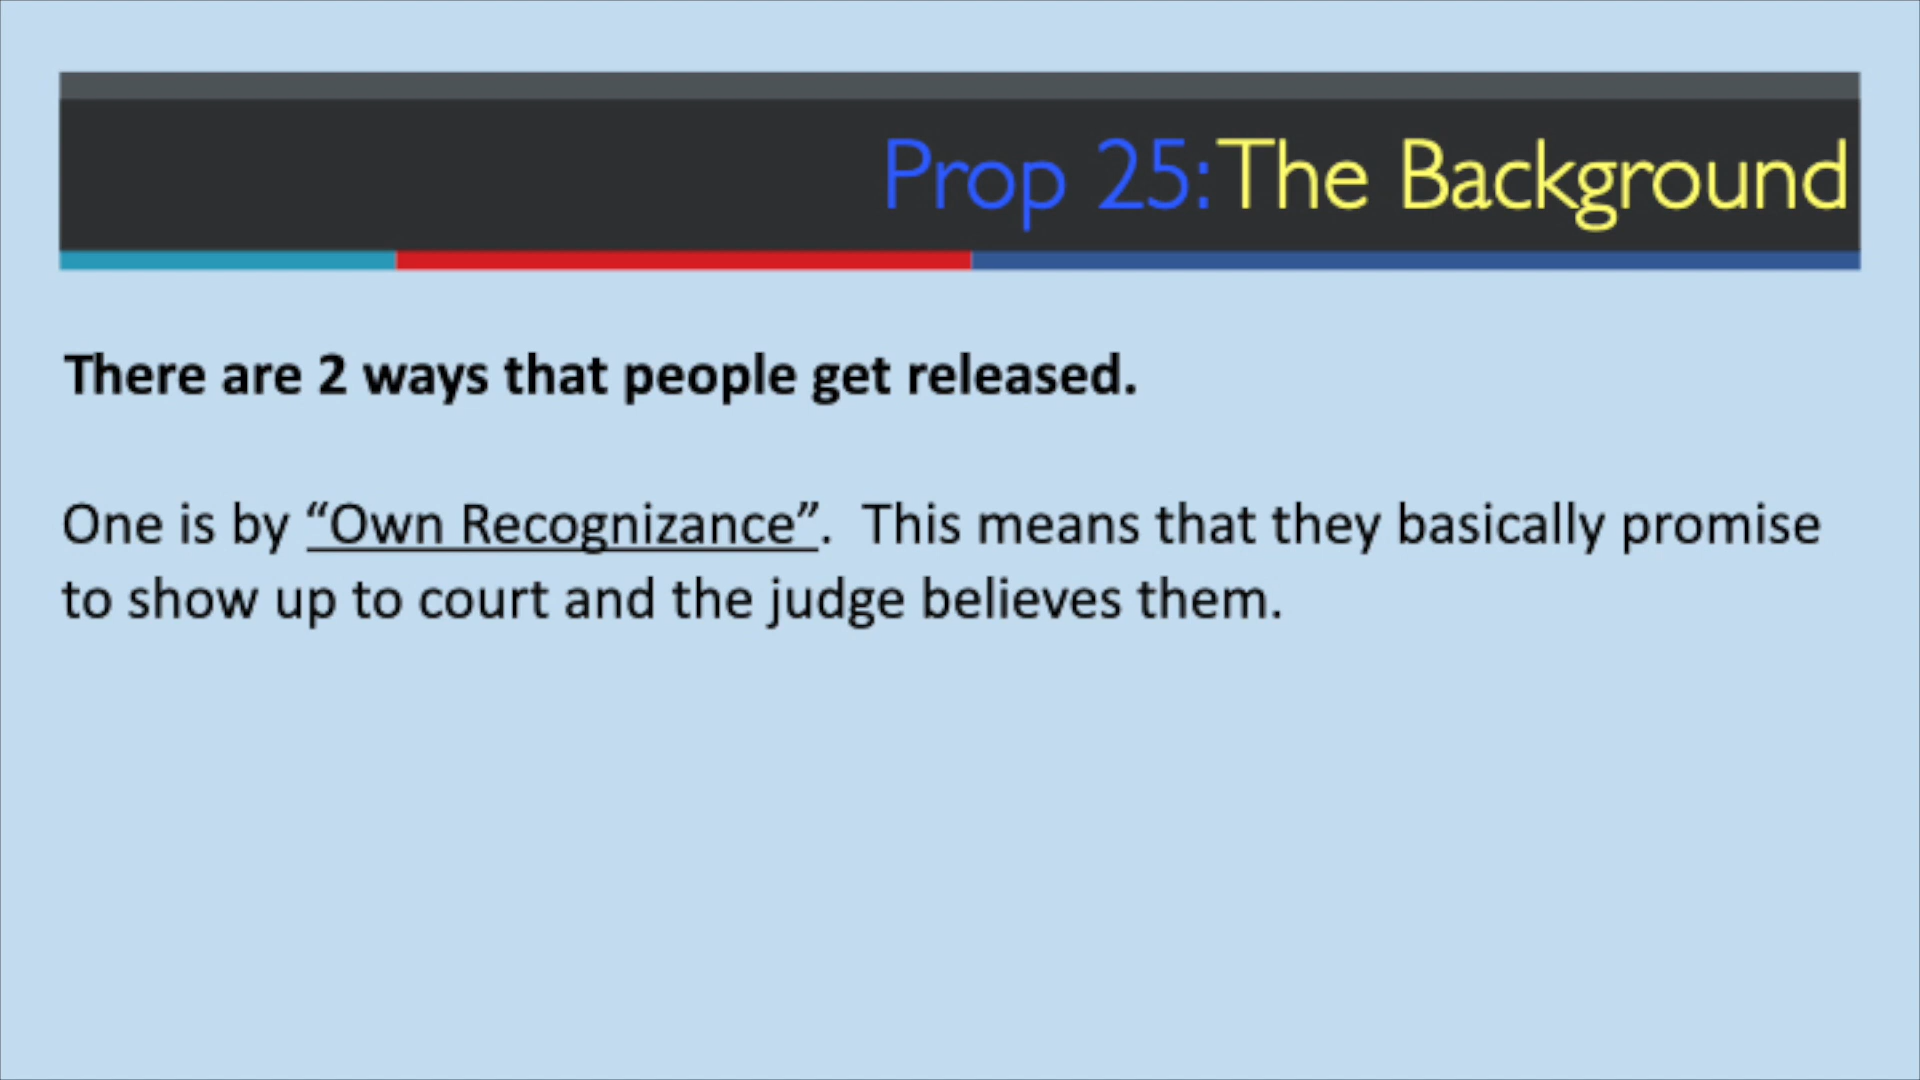 Prop 25: The Background
There are 2 ways that people get released.
One is by “Own Recognizance”.  This means that they basically promise
to show up to court and the judge believes them.